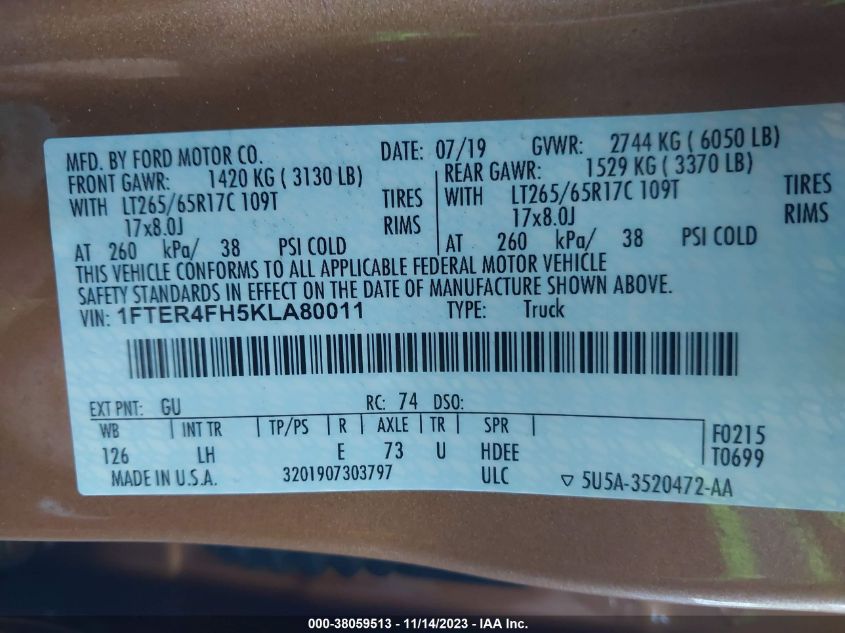 MFD. BY FORD MOTOR CO. DATE: 07/19 GVWR: 2744 KG ( 6050 LB)
FRONT GAWR: 1420 KG ( 3130 LB) REAR GAWR: 1529 KG ( 3370 LB)
WITH LT265/65R17C 109T TIRES WITH LT265/65R17C 109T TIRES
17x8.0J RIMS 17x8.0J RIMS
AT 260 kPa/ 38 PSI COLD AT 260 kPa/ 38 PSI COLD
THIS VEHICLE CONFORMS TO ALL APPLICABLE FEDERAL MOTOR VEHICLE
SAFETY STANDARDS IN EFFECT ON THE DATE OF MANUFACTURE SHOWN ABOVE.
VIN: 1FTER4FH5KLA80011 TYPE: Truck
EXT PNT: GU RC: 74 DSO:
WB INT TR TP/PS R AXLE TR SPR F0215
126 LH E 73 U HDEE T0699
MADE IN U.S.A. 3201907303797 ULC ▽ 5U5A-3520472-AA
000-38059513 - 11/14/2023 - IAA Inc.